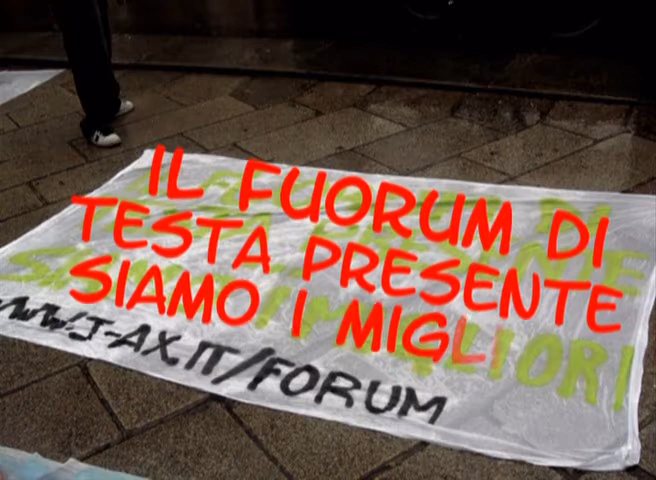 IL FUORUM DI
TESTA PRESENTE
SIAMO I MIGLIORI
WWW.J-AX.IT/FORUM